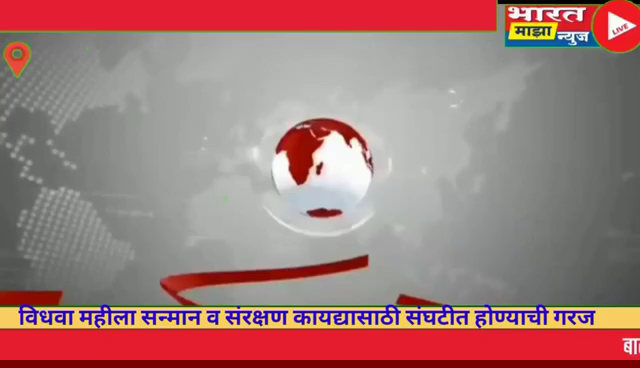 भारत
माझा न्युज
LIVE
विधवा महीला सन्मान व संरक्षण कायद्यासाठी संघटीत होण्याची गरज